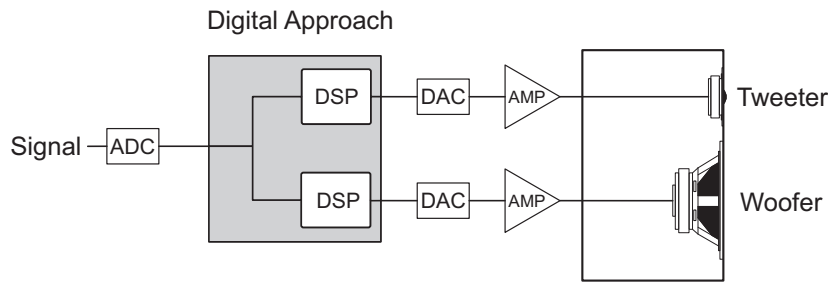 Digital Approach
DSP
DAC
AMP
Tweeter
Signal
ADC
DSP
DAC
AMP
Woofer